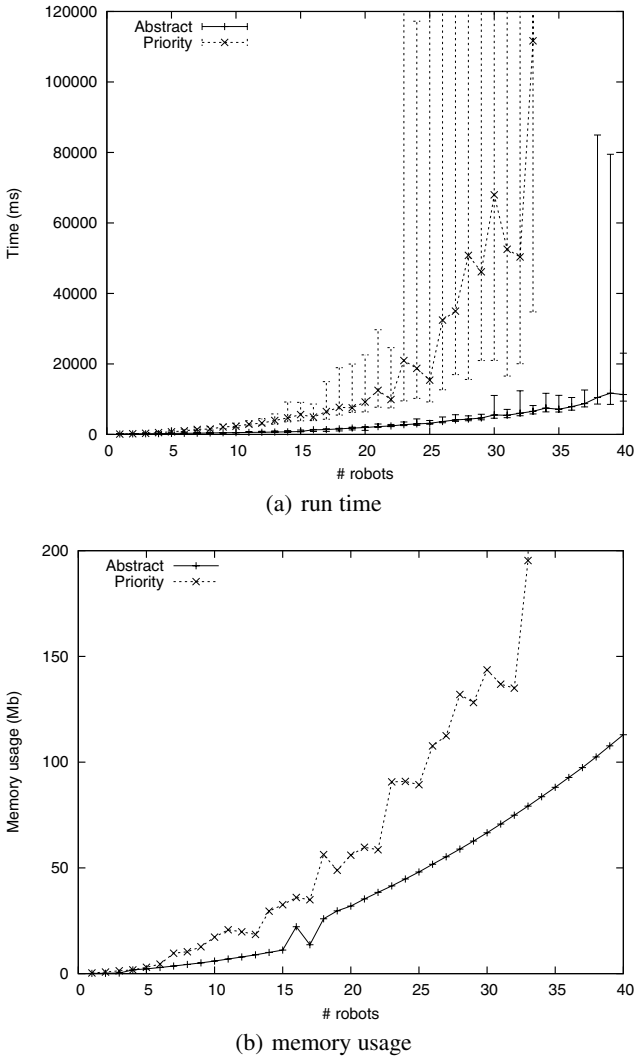 120000
Abstract
Priority
100000
80000
60000
40000
20000
0
Time (ms)
0 5 10 15 20 25 30 35 40
# robots
(a) run time
200
Abstract
Priority
150
100
50
0
Memory usage (Mb)
0 5 10 15 20 25 30 35 40
# robots
(b) memory usage